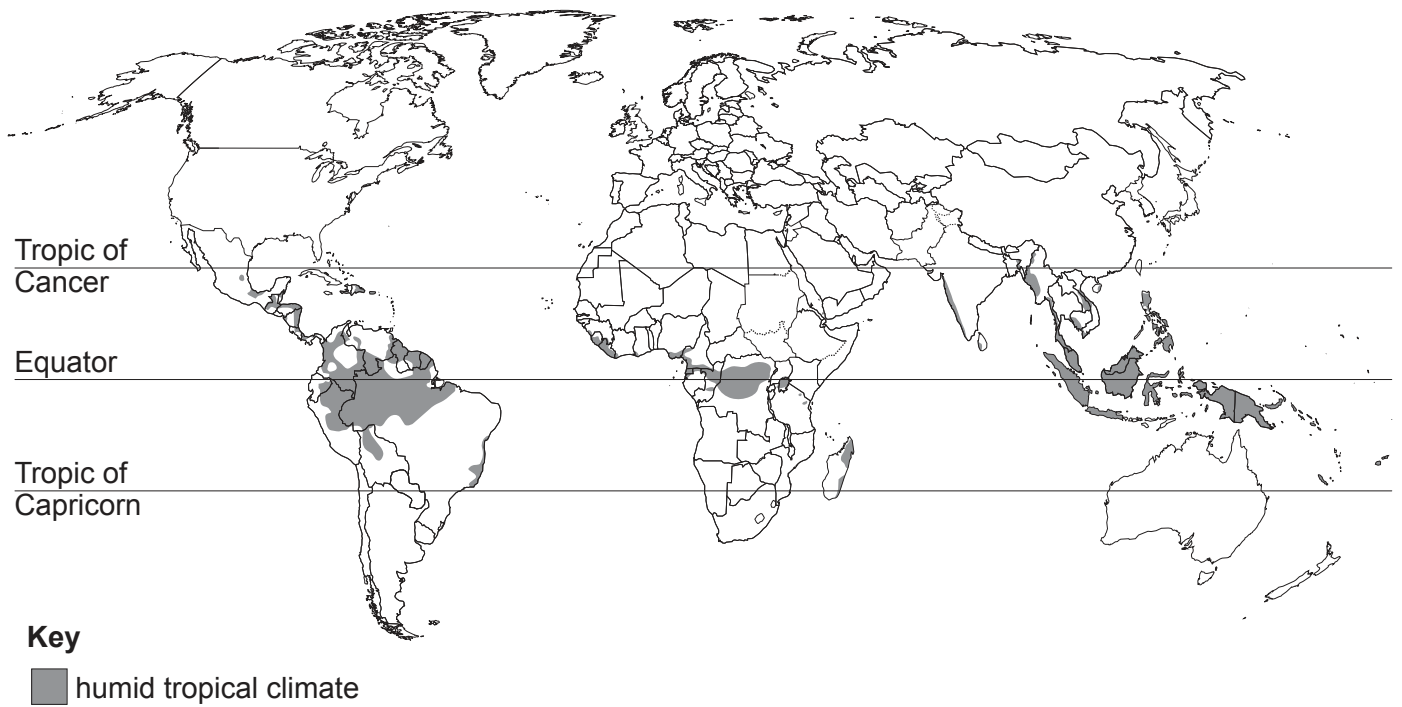 Tropic of
Cancer
Equator
Tropic of
Capricorn
Key
humid tropical climate